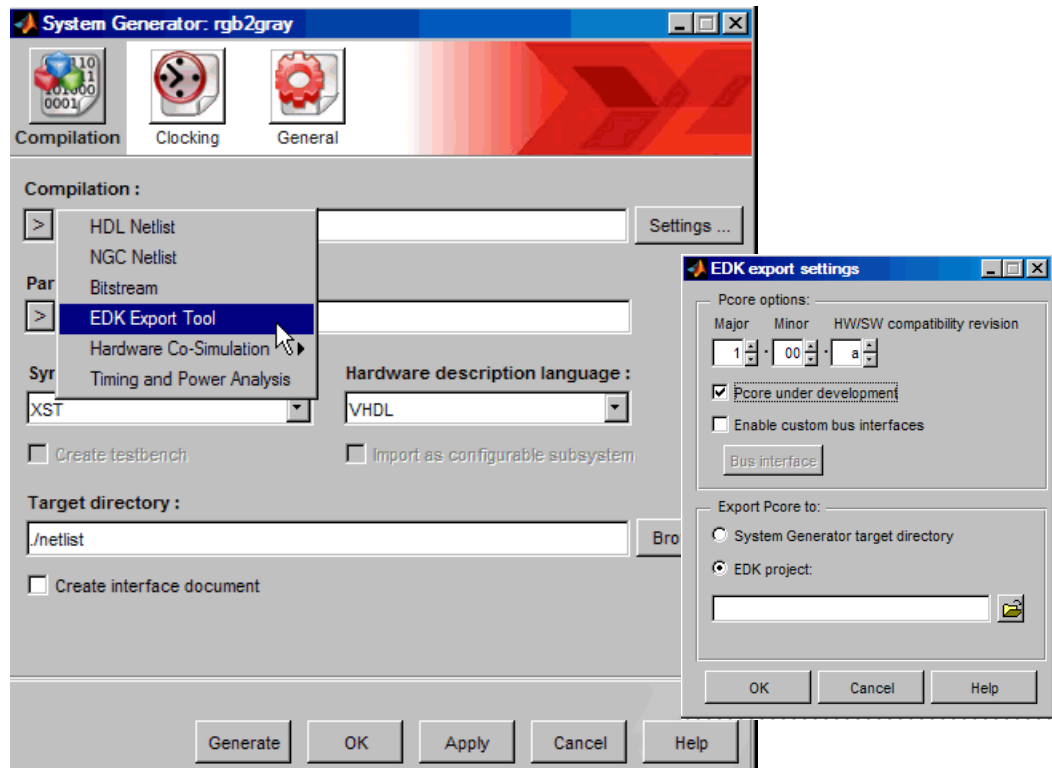 System Generator: rgb2gray
Compilation
Clocking
General
Compilation :
>
Settings ...
HDL Netlist
NGC Netlist
Bitstream
EDK Export Tool
Hardware Co-Simulation
Timing and Power Analysis
Par
>
Syr
Hardware description language :
XST
VHDL
Create testbench
Import as configurable subsystem
Target directory :
./netlist
Bro
Create interface document
Generate
OK
Apply
Cancel
Help
EDK export settings
Pcore options:
Major Minor HW/SW compatibility revision
1 . 00 . a
Pcore under development
Enable custom bus interfaces
Bus interface
Export Pcore to:
System Generator target directory
EDK project:
OK
Cancel
Help